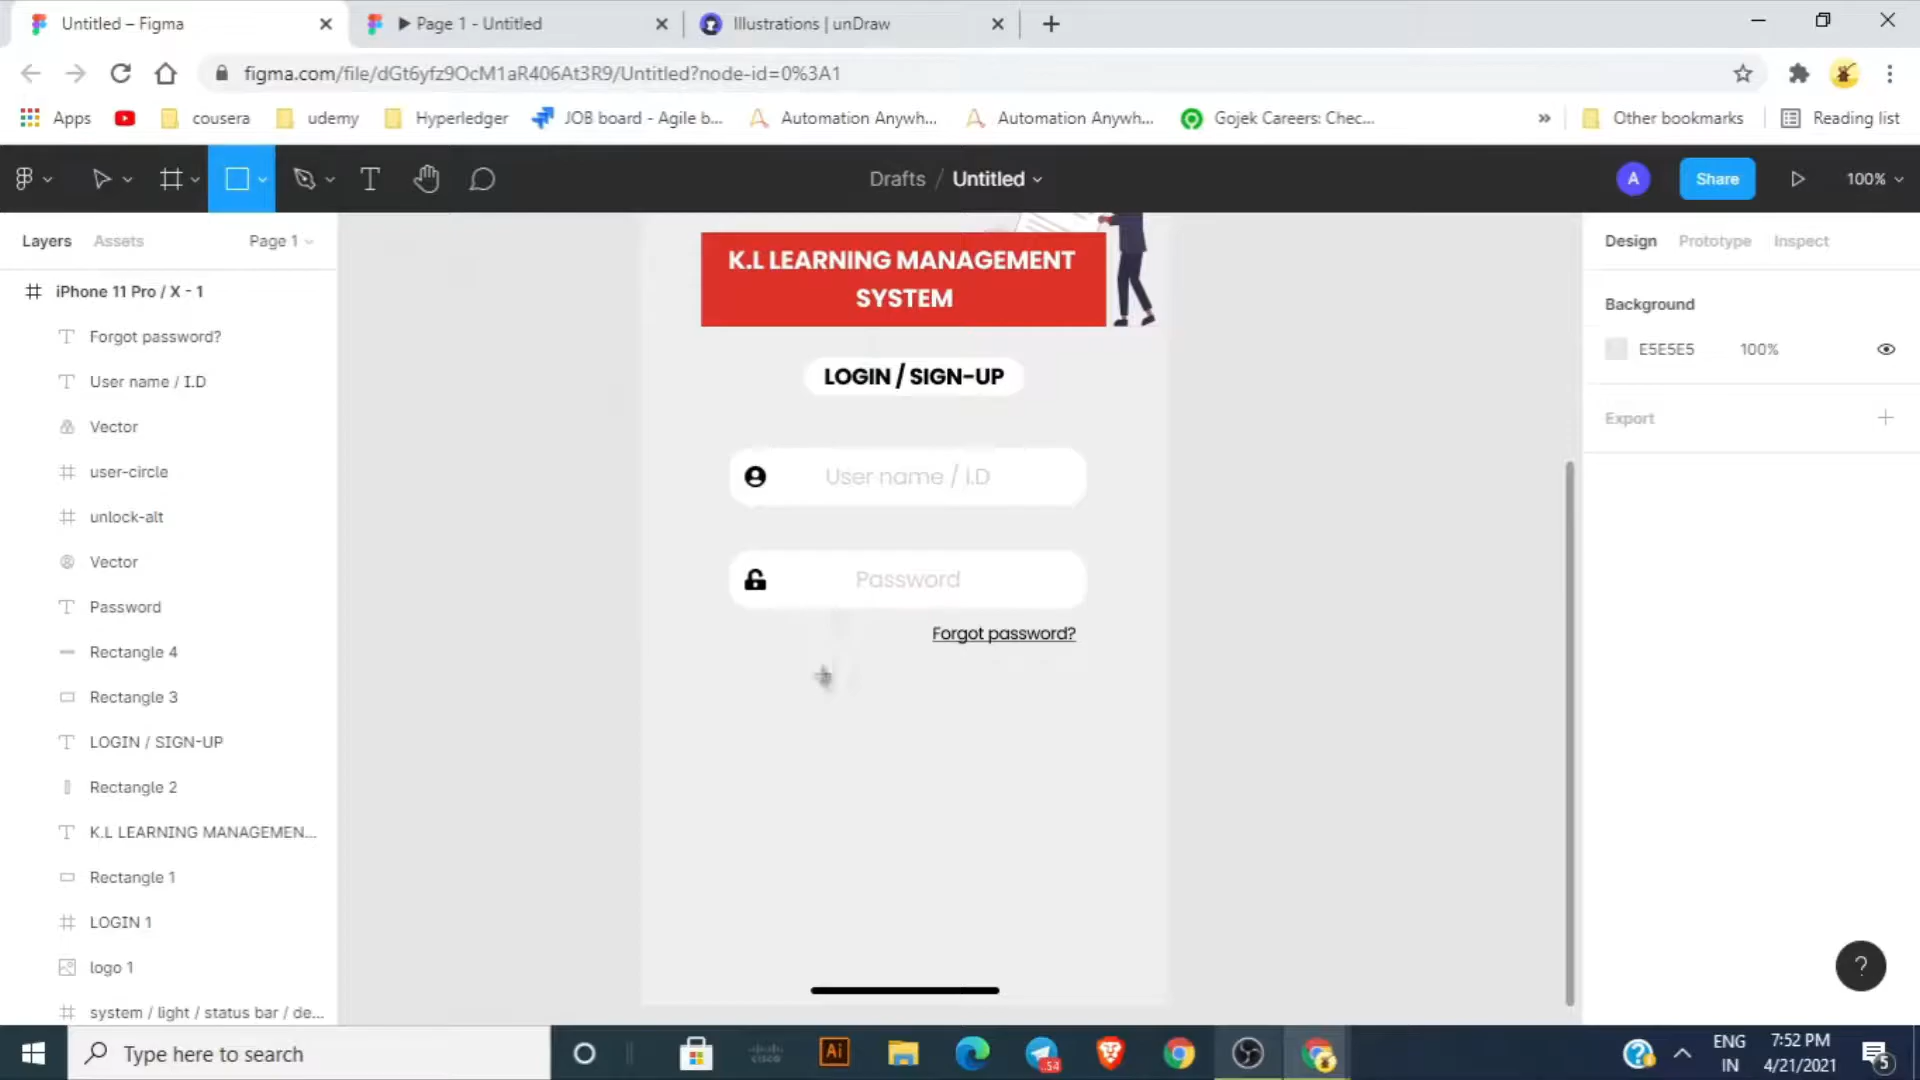 Untitled – Figma
Page 1 - Untitled
Illustrations | unDraw
figma.com/file/dGt6yfz9OcM1aR406At3R9/Untitled?node-id=0%3A1
Apps
cousera
udemy
Hyperledger
JOB board - Agile b...
Automation Anywh...
Automation Anywh...
Gojek Careers: Chec...
»
Other bookmarks
Reading list
T
Drafts / Untitled
A
Share
100%
Layers
Assets
Page 1
Design
Prototype
Inspect
iPhone 11 Pro / X - 1
Forgot password?
User name / I.D
Vector
user-circle
unlock-alt
Vector
Password
Rectangle 4
Rectangle 3
LOGIN / SIGN-UP
Rectangle 2
K.L LEARNING MANAGEMEN...
Rectangle 1
LOGIN 1
logo 1
system / light / status bar / de...
K.L LEARNING MANAGEMENT
SYSTEM
LOGIN / SIGN-UP
User name / I.D
Password
Forgot password?
Background
E5E5E5
100%
Export
?
Type here to search
Ai
54
ENG
IN
7:52 PM
4/21/2021
5